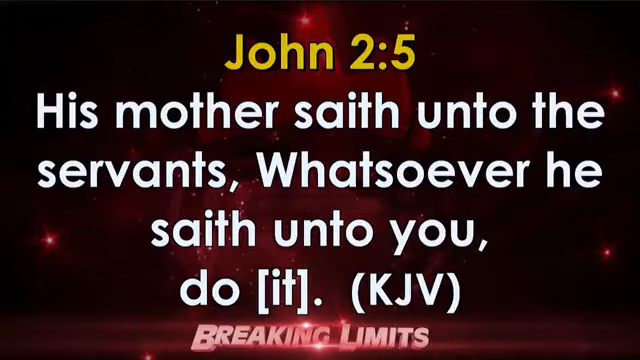 John 2:5
His mother saith unto the
servants, Whatsoever he
saith unto you,
do [it]. (KJV)
BREAKING LIMITS